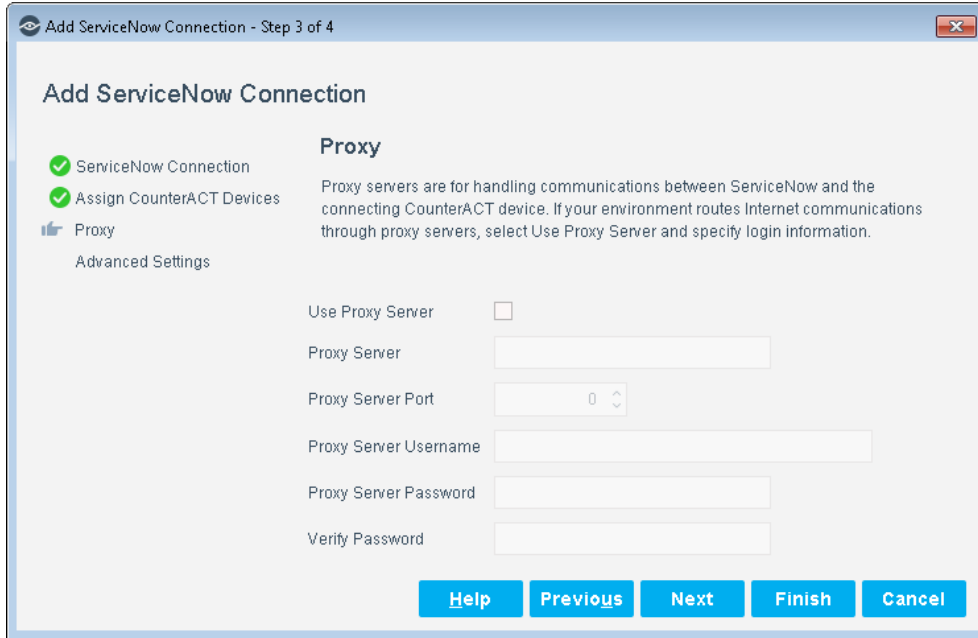 Add ServiceNow Connection - Step 3 of 4
Add ServiceNow Connection
ServiceNow Connection
Assign CounterACT Devices
Proxy
Advanced Settings
Proxy
Proxy servers are for handling communications between ServiceNow and the
connecting CounterACT device. If your environment routes Internet communications
through proxy servers, select Use Proxy Server and specify login information.
Use Proxy Server
Proxy Server
Proxy Server Port 0
Proxy Server Username
Proxy Server Password
Verify Password
Help Previous Next Finish Cancel